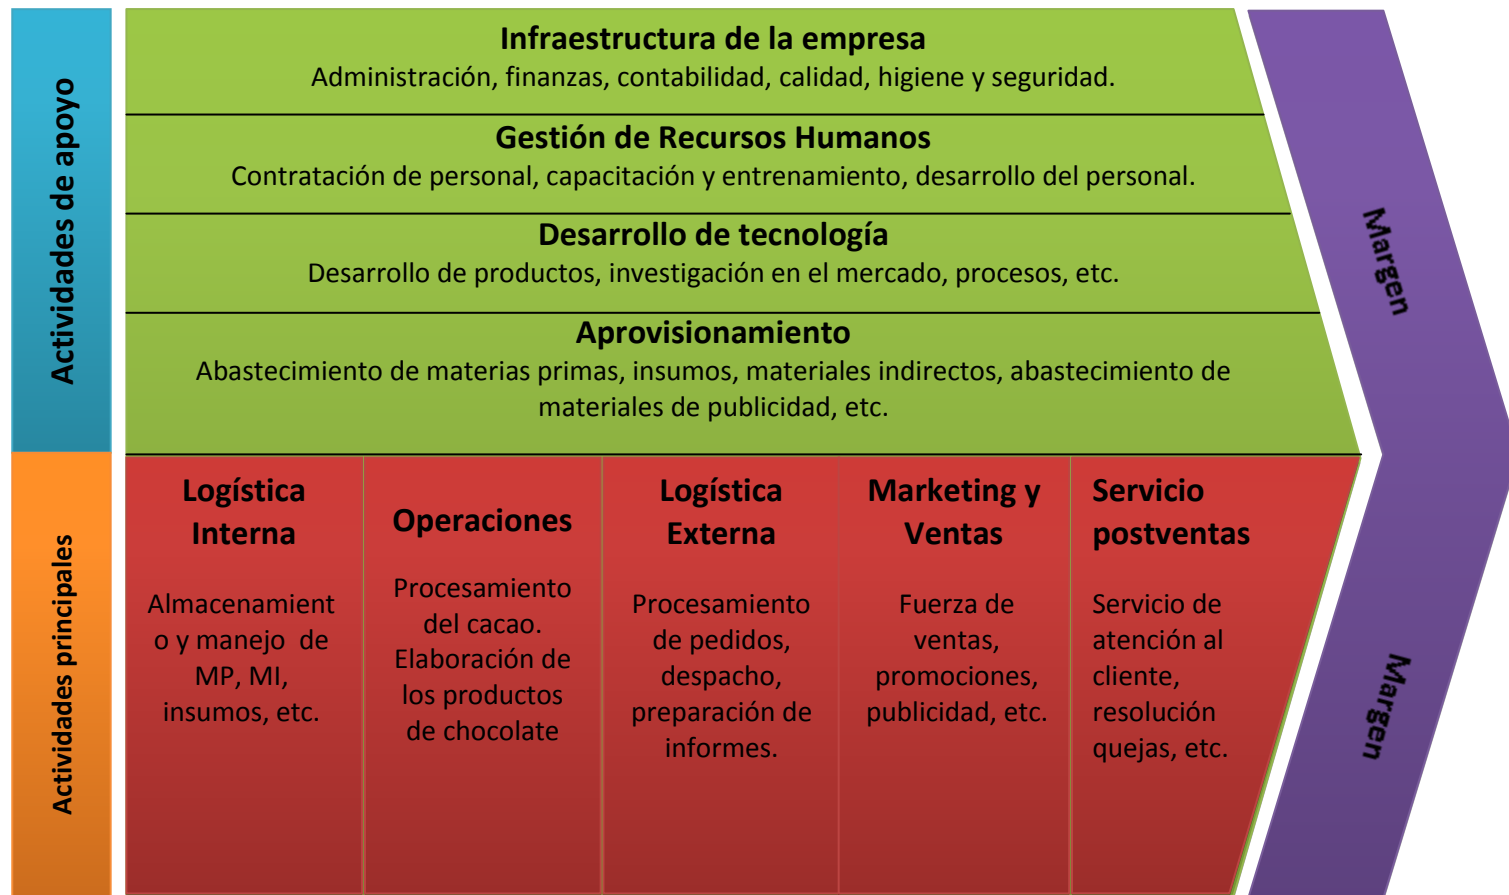 Actividades de apoyo
Infraestructura de la empresa
Administración, finanzas, contabilidad, calidad, higiene y seguridad.
Gestión de Recursos Humanos
Contratación de personal, capacitación y entrenamiento, desarrollo del personal.
Desarrollo de tecnología
Desarrollo de productos, investigación en el mercado, procesos, etc.
Aprovisionamiento
Abastecimiento de materias primas, insumos, materiales indirectos, abastecimiento de
materiales de publicidad, etc.
Margen
Actividades principales
Logística
Interna
Almacenamient
o y manejo de
MP, MI,
insumos, etc.
Operaciones
Procesamiento
del cacao.
Elaboración de
los productos
de chocolate
Logística
Externa
Procesamiento
de pedidos,
despacho,
preparación de
informes.
Marketing y
Ventas
Fuerza de
ventas,
promociones,
publicidad, etc.
Servicio
postventas
Servicio de
atención al
cliente,
resolución
quejas, etc.
Margen